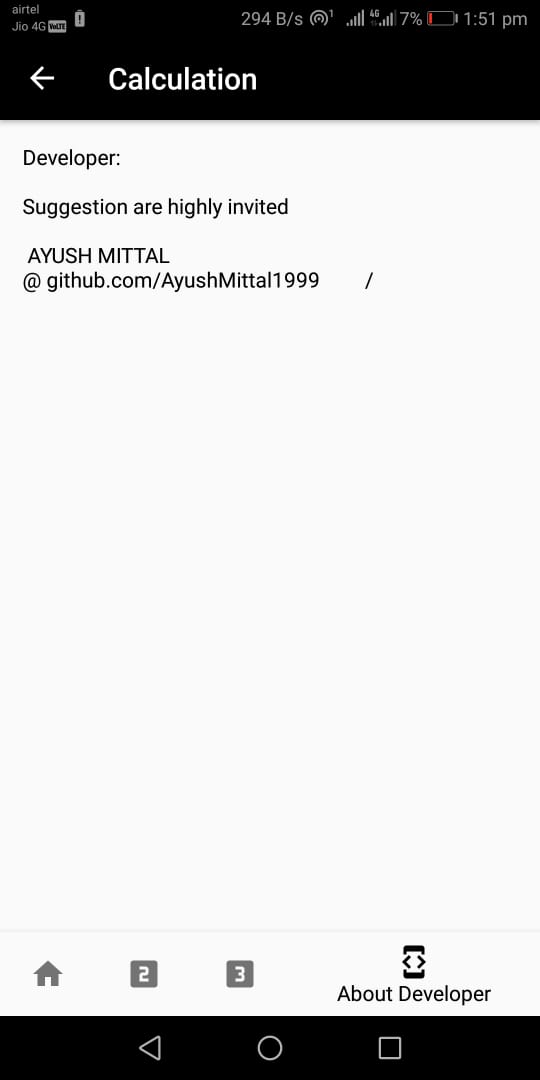 airtel
Jio 4G VoLTE 294 B/s 1 4G 7% 1:51 pm
Calculation
Developer:
Suggestion are highly invited
AYUSH MITTAL
@ github.com/AyushMittal1999 /
2 3
About Developer